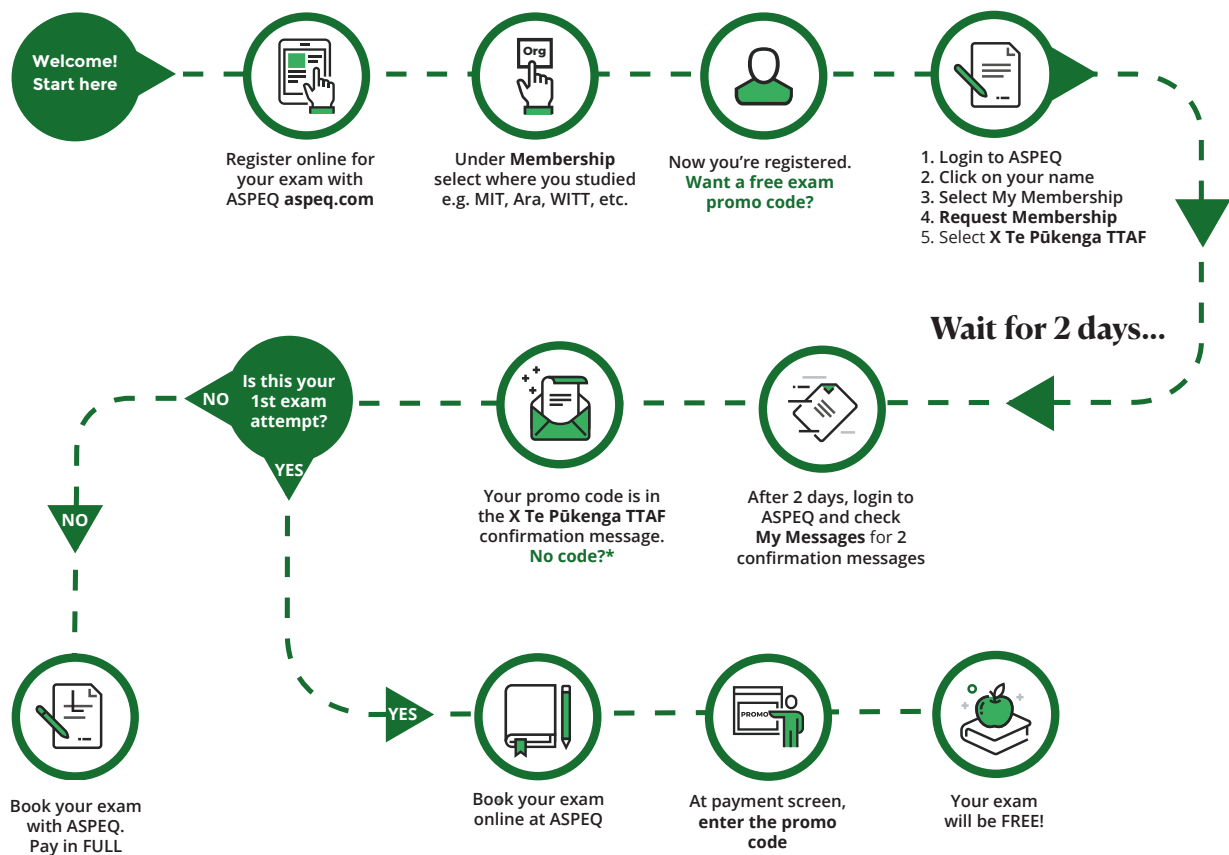 Welcome!
Start here
Org
Register online for
your exam with
ASPEQ aspeq.com
Under Membership
select where you studied
e.g. MIT, Ara, WITT, etc.
Now you're registered.
Want a free exam
promo code?
1. Login to ASPEQ
2. Click on your name
3. Select My Membership
4. Request Membership
5. Select X Te Pūkenga TTAF
Wait for 2 days...
After 2 days, login to
ASPEQ and check
My Messages for 2
confirmation messages
Your promo code is in
the X Te Pūkenga TTAF
confirmation message.
No code?*
Is this your
1st exam
attempt?
NO
YES
NO
Book your exam
with ASPEQ.
Pay in FULL
YES
Book your exam
online at ASPEQ
PROMO
At payment screen,
enter the promo
code
Your exam
will be FREE!